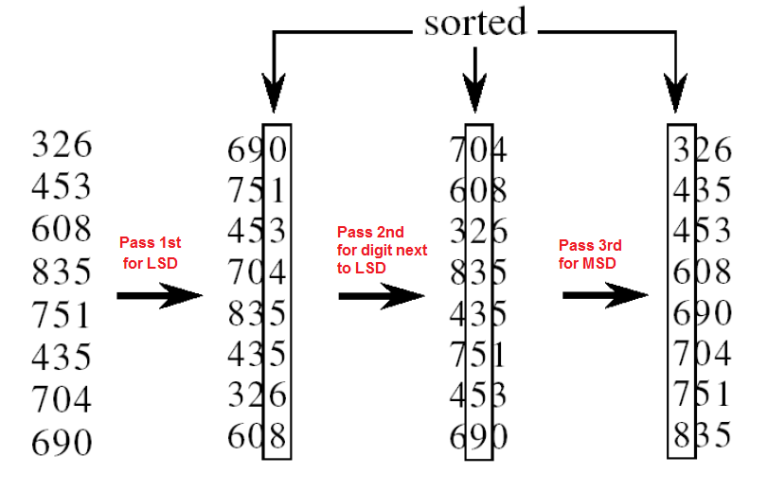 sorted
326 690 704 326
453 751 608 435
608 453 326 453
835 704 835 608
751 835 435 690
435 435 751 704
704 326 453 751
690 608 690 835
Pass 1st
for LSD
Pass 2nd
for digit next
to LSD
Pass 3rd
for MSD